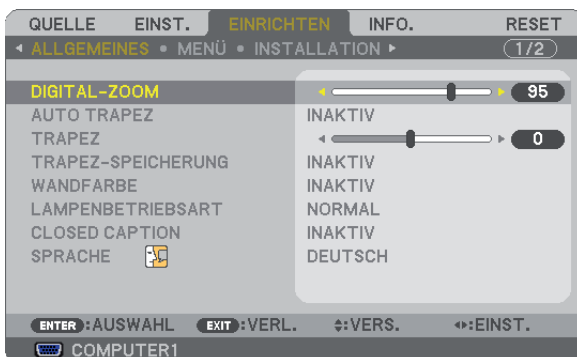 QUELLE EINST. EINRICHTEN INFO. RESET
ALLGEMEINES • MENÜ • INSTALLATION 1/2
DIGITAL-ZOOM 95
AUTO TRAPEZ INAKTIV
TRAPEZ 0
TRAPEZ-SPEICHERUNG INAKTIV
WANDFARBE INAKTIV
LAMPENBETRIEBSART NORMAL
CLOSED CAPTION INAKTIV
SPRACHE DEUTSCH
ENTER :AUSWAHL EXIT :VERL. :VERS. :EINST.
COMPUTER1